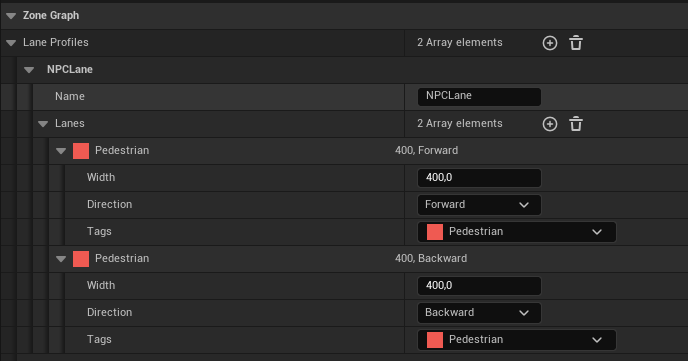 Zone Graph
Lane Profiles 2 Array elements
NPCLane
Name NPCLane
Lanes 2 Array elements
Pedestrian 400, Forward
Width 400,0
Direction Forward
Tags Pedestrian
Pedestrian 400, Backward
Width 400,0
Direction Backward
Tags Pedestrian